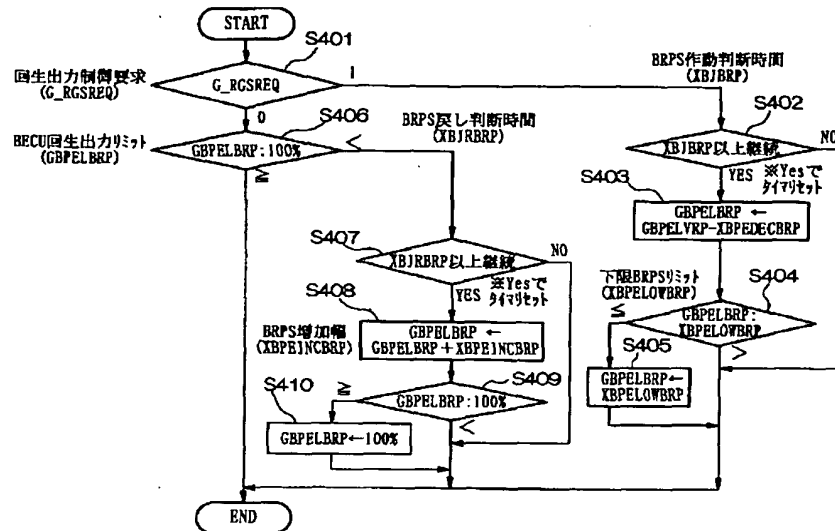 START
S401
回生出力制御要求
(G_RGSREQ)
G_RGSREQ
1
0
BRPS作動判断時間
(XBJBRP)
S402
XBJBRP以上継続
NO
YES
※Yesで
タイマリセット
S403
GBPELBRP ←
GBPELVRP-XBPEDECBRP
下限BRPSリミット
(XBPELOWBRP)
S404
GBPELBRP:
XBPELOWBRP
≦
>
S405
GBPELBRP←
XBPELOWBRP
S406
BECU回生出力リミット
(GBPELBRP)
GBPELBRP:100%
<
≧
BRPS戻し判断時間
(XBJRBRP)
S407
XBJRBRP以上継続
NO
YES
※Yesで
タイマリセット
S408
BRPS増加幅
(XBPEINCBRP)
GBPELBRP ←
GBPELBRP+XBPEINCBRP
S409
GBPELBRP:100%
≧
<
S410
GBPELBRP←100%
END